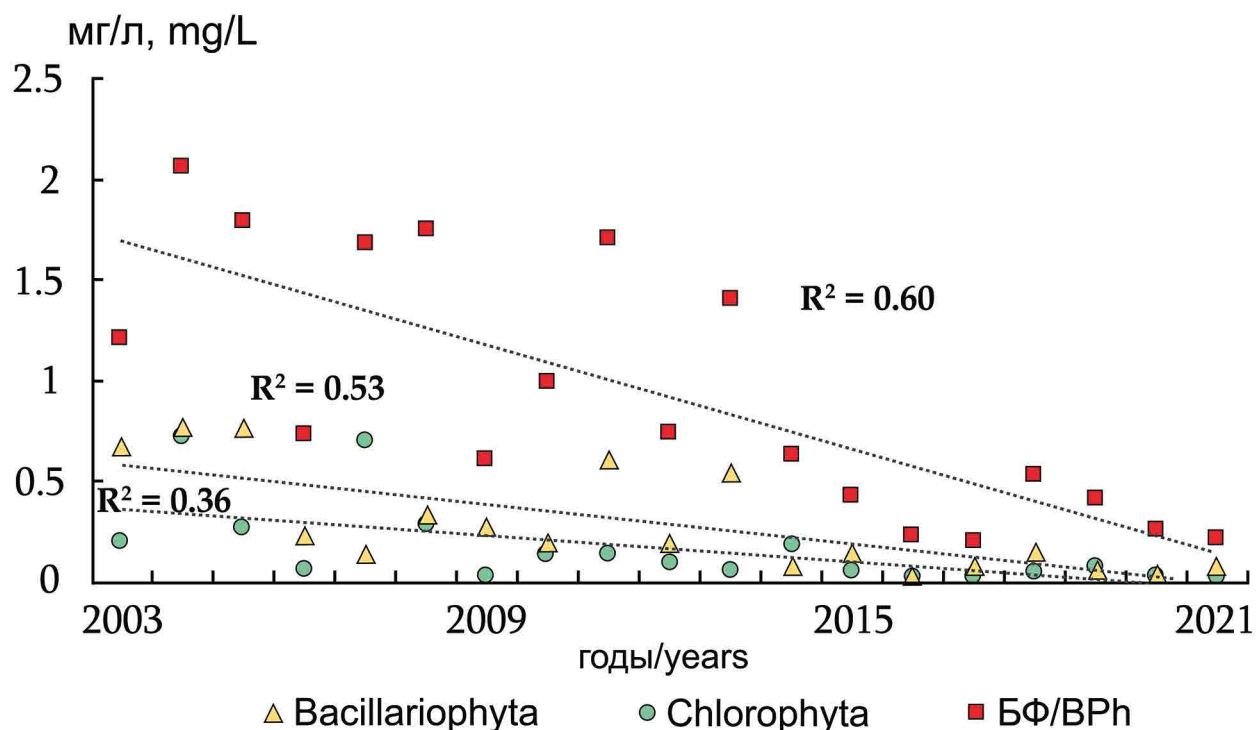 мг/л, mg/L
2.5
2
1.5
R² = 0.60
1
R² = 0.53
0.5
R² = 0.36
0
2003 2009 2015 2021
годы/years
Bacillariophyta Chlorophyta БФ/BPh